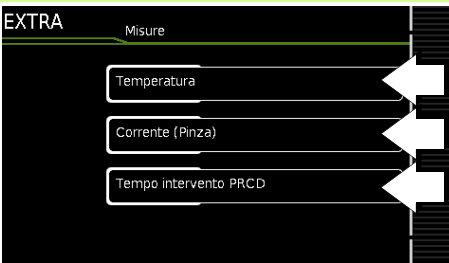 EXTRA
Misure
Temperatura
Corrente (Pinza)
Tempo intervento PRCD